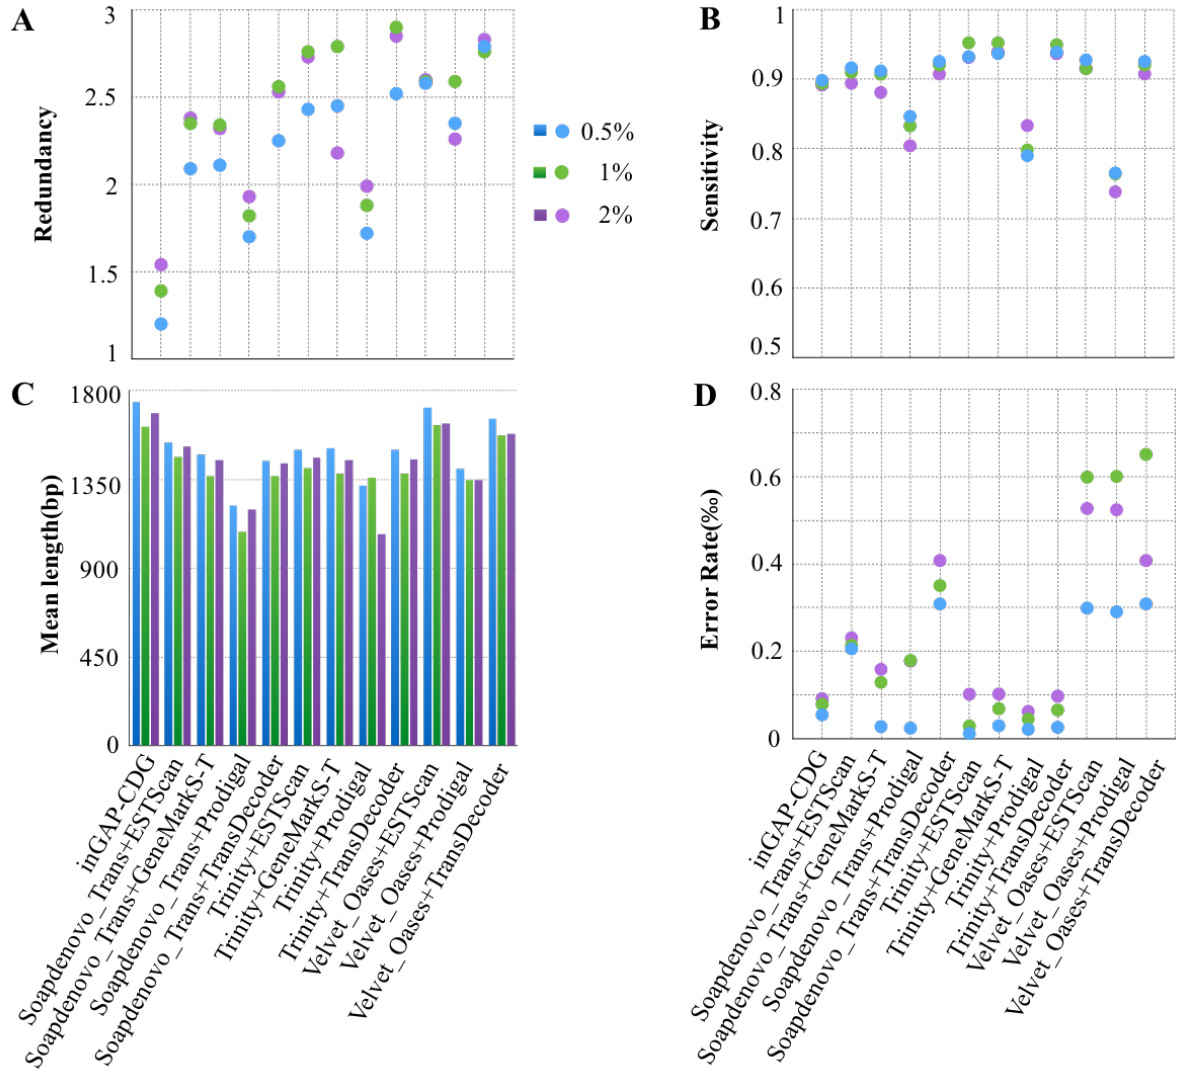 A
Redundancy
3
2.5
2
1.5
1
0.5%
1%
2%
B
Sensitivity
1
0.9
0.8
0.7
0.6
0.5
C
Mean length(bp)
1800
1350
900
450
0
inGAP-CDG
Soapdenovo_Trans+ESTScan
Soapdenovo_Trans+GeneMarkS-T
Soapdenovo_Trans+Prodigal
Soapdenovo_Trans+TransDecoder
Trinity+ESTScan
Trinity+GeneMarkS-T
Trinity+Prodigal
Trinity+TransDecoder
Velvet_Oases+ESTScan
Velvet_Oases+Prodigal
Velvet_Oases+TransDecoder
D
Error Rate(‰)
0.8
0.6
0.4
0.2
0
inGAP-CDG
Soapdenovo_Trans+ESTScan
Soapdenovo_Trans+GeneMarkS-T
Soapdenovo_Trans+Prodigal
Soapdenovo_Trans+TransDecoder
Trinity+ESTScan
Trinity+GeneMarkS-T
Trinity+Prodigal
Trinity+TransDecoder
Velvet_Oases+ESTScan
Velvet_Oases+Prodigal
Velvet_Oases+TransDecoder